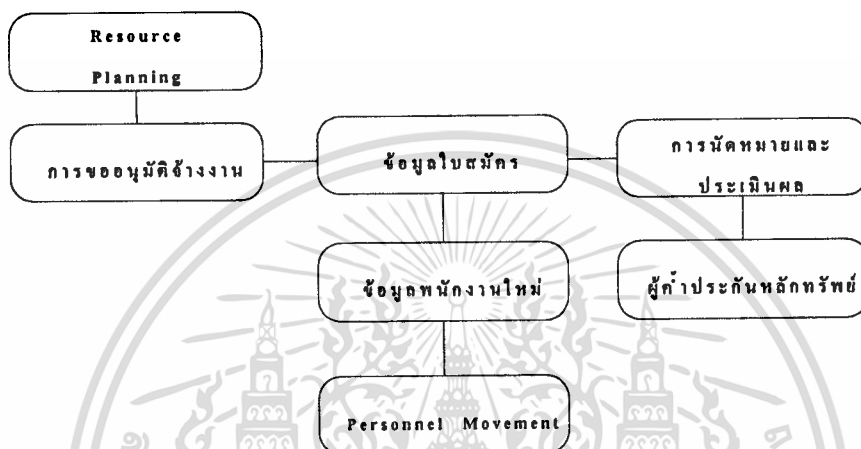 Resource
Planning
การขออนุมัติจ้างงาน
ข้อมูลใบสมัคร
การนัดหมายและ
ประเมินผล
ข้อมูลพนักงานใหม่
ผู้ค้ำประกันหลักทรัพย์
Personnel Movement